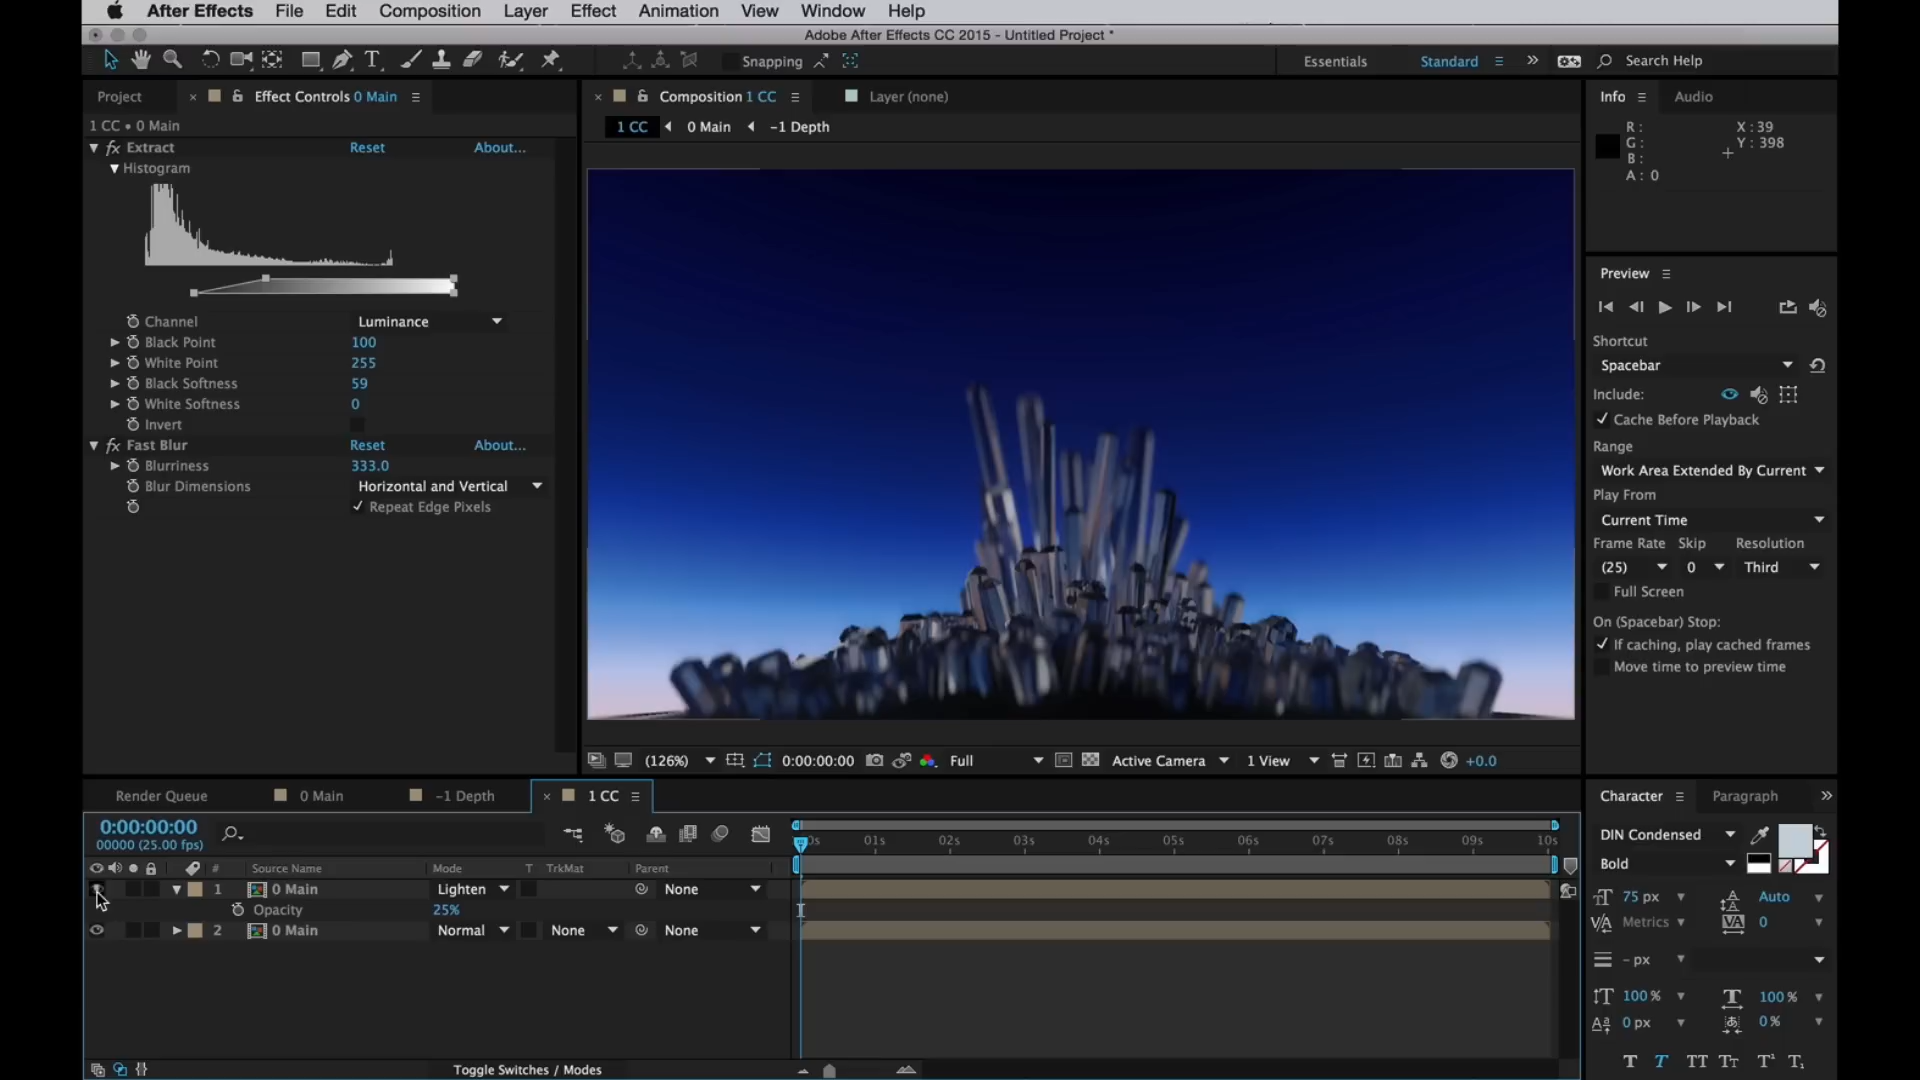 After Effects File Edit Composition Layer Effect Animation View Window Help
Adobe After Effects CC 2015 - Untitled Project *
Snapping Essentials Standard Search Help
Project Effect Controls 0 Main Composition 1 CC Layer (none) Info Audio
1 CC • 0 Main 1 CC 0 Main -1 Depth
R: X: 39
G: Y: 398
B:
A: 0
fx Extract Reset About...
Histogram
Channel Luminance
Black Point 100
White Point 255
Black Softness 59
White Softness 0
Invert
fx Fast Blur Reset About...
Blurriness 333.0
Blur Dimensions Horizontal and Vertical
Repeat Edge Pixels
Preview
Shortcut
Spacebar
Include:
Cache Before Playback
Range
Work Area Extended By Current
Play From
Current Time
Frame Rate Skip Resolution
(25) 0 Third
Full Screen
On (Spacebar) Stop:
If caching, play cached frames
Move time to preview time
(126%) 0:00:00:00 Full Active Camera 1 View +0.0
Render Queue 0 Main -1 Depth 1 CC
0:00:00:00
00000 (25.00 fps)
0s 01s 02s 03s 04s 05s 06s 07s 08s 09s 10s
# Source Name Mode T TrkMat Parent
1 0 Main Lighten None
Opacity 25%
2 0 Main Normal None None
Toggle Switches / Modes
Character Paragraph
DIN Condensed
Bold
75 px Auto
Metrics 0
- px
100 % 100 %
0 px 0 %
T T TT Tt T¹ T₁